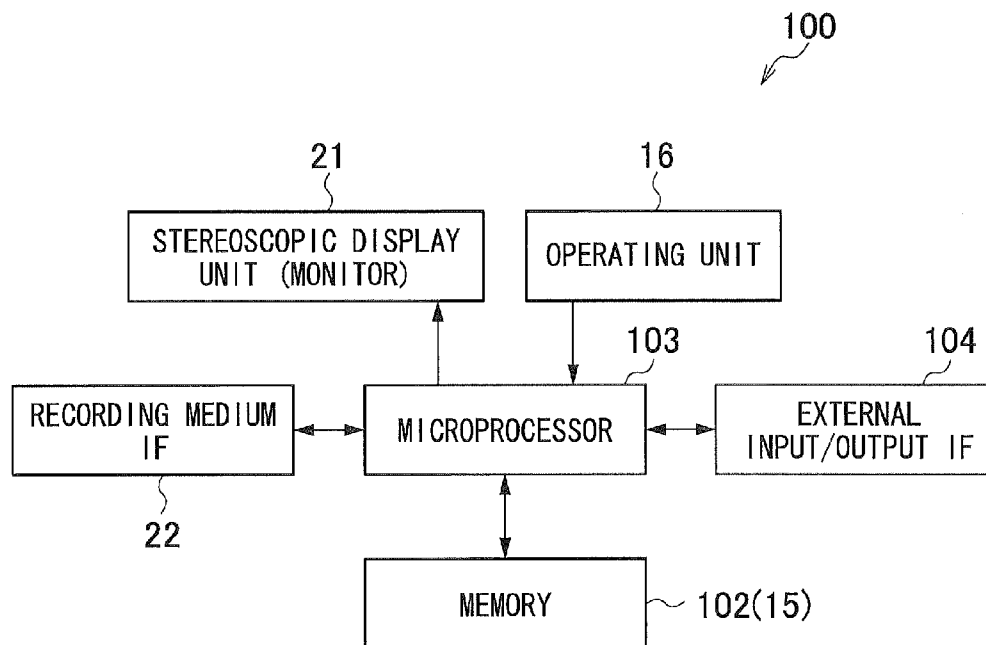 100
21
16
STEREOSCOPIC DISPLAY
UNIT (MONITOR)
OPERATING UNIT
103
104
RECORDING MEDIUM
IF
MICROPROCESSOR
EXTERNAL
INPUT/OUTPUT IF
22
MEMORY
102(15)